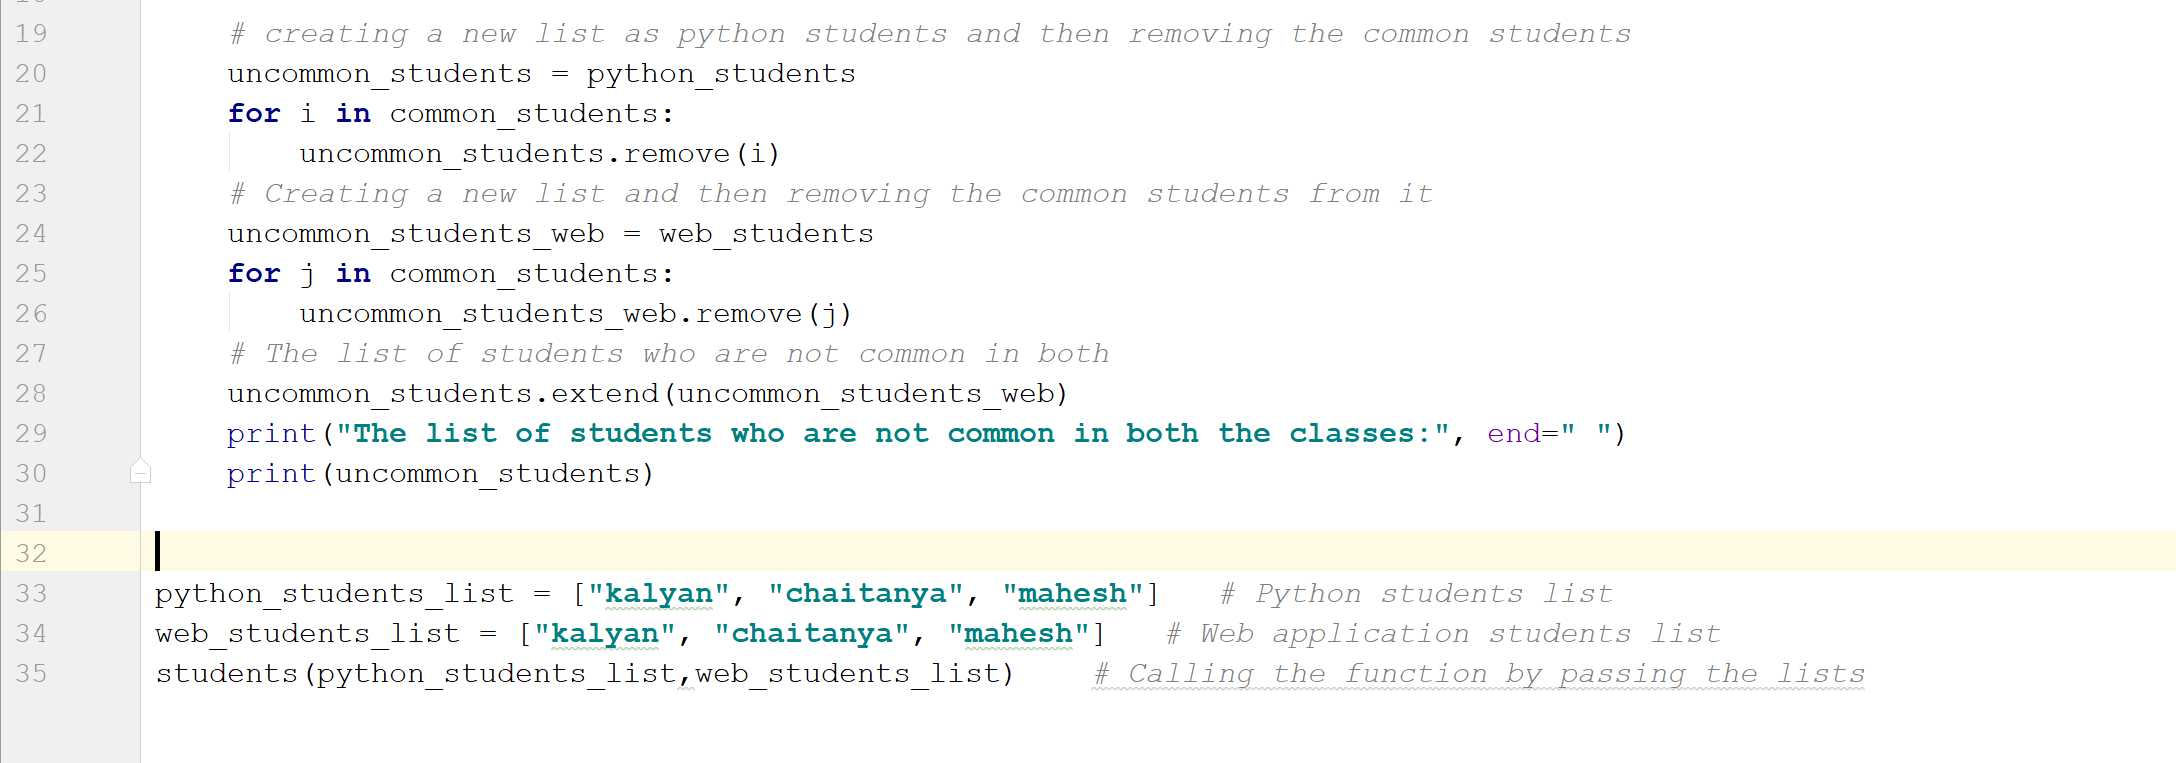 19 # creating a new list as python students and then removing the common students
20 uncommon_students = python_students
21 for i in common_students:
22 uncommon_students.remove(i)
23 # Creating a new list and then removing the common students from it
24 uncommon_students_web = web_students
25 for j in common_students:
26 uncommon_students_web.remove(j)
27 # The list of students who are not common in both
28 uncommon_students.extend(uncommon_students_web)
29 print("The list of students who are not common in both the classes:", end=" ")
30 print(uncommon_students)
31
32
33 python_students_list = ["kalyan", "chaitanya", "mahesh"] # Python students list
34 web_students_list = ["kalyan", "chaitanya", "mahesh"] # Web application students list
35 students(python_students_list,web_students_list) # Calling the function by passing the lists